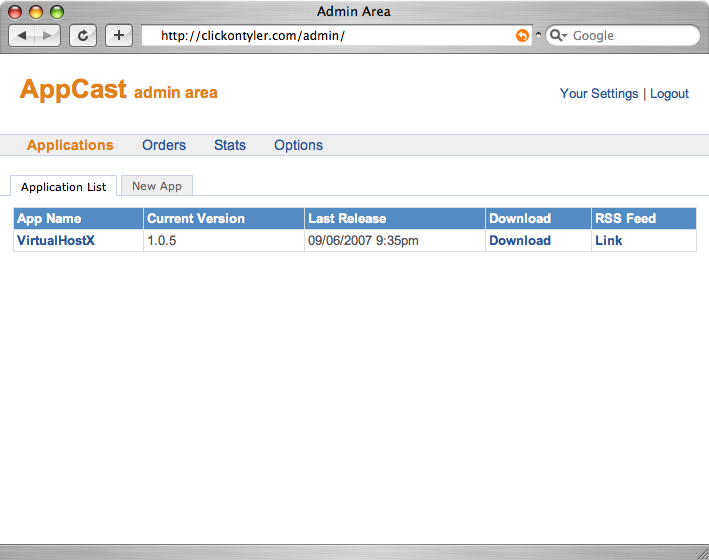 Admin Area
http://clickontyler.com/admin/
Google
AppCast admin area
Your Settings | Logout
Applications Orders Stats Options
Application List New App
App Name Current Version Last Release Download RSS Feed
VirtualHostX 1.0.5 09/06/2007 9:35pm Download Link